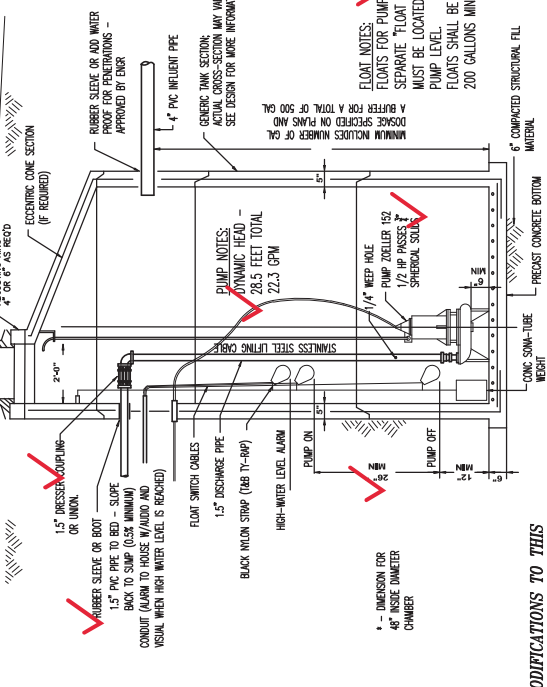 4" OR 6" AS REQ'D
ECCENTRIC CONE SECTION
(IF REQUIRED)
RUBBER SLEEVE OR ADD WATER
PROOF FOR PENETRATIONS -
APPROVED BY ENGR
4" PVC INFLUENT PIPE
GENERIC TANK SECTION;
ACTUAL CROSS-SECTION MAY
SEE DESIGN FOR MORE
MINIMUM INCLUDES NUMBER OF GAL
DOSAGE SPECIFIED ON PLANS AND
A BUFFER FOR A TOTAL OF 500 GAL
FLOAT NOTES:
FLOATS FOR PUMP
SEPARATE "FLOAT
MUST BE LOCATED
PUMP LEVEL.
FLOATS SHALL BE
200 GALLONS MIN
6" COMPACTED STRUCTURAL FILL
MATERIAL
PUMP NOTES:
DYNAMIC HEAD -
28.5 FEET TOTAL
22.3 GPM
1/4" WEEP HOLE
PUMP ZOELLER 152
1/2 HP PASSES
SPHERICAL SOLIDS
STAINLESS STEEL LIFTING CABLE
2'-0"
5"
5"
6"
MIN
PRECAST CONCRETE BOTTOM
CONC SONA-TUBE
WEIGHT
1.5" DRESSER COUPLING
OR UNION.
RUBBER SLEEVE OR BOOT
1.5" PVC PIPE TO BED - SLOPE
BACK TO SUMP (0.5% MINIMUM)
CONDUIT (ALARM TO HOUSE W/AUDIO AND
VISUAL WHEN HIGH WATER LEVEL IS REACHED)
FLOAT SWITCH CABLES
1.5" DISCHARGE PIPE
BLACK NYLON STRAP (T&B TY-RAP)
HIGH-WATER LEVEL ALARM
PUMP ON
PUMP OFF
26"
MIN
12"
MIN
6"
* - DIMENSION FOR
48" INSIDE DIAMETER
CHAMBER
ODIFICATIONS TO THIS